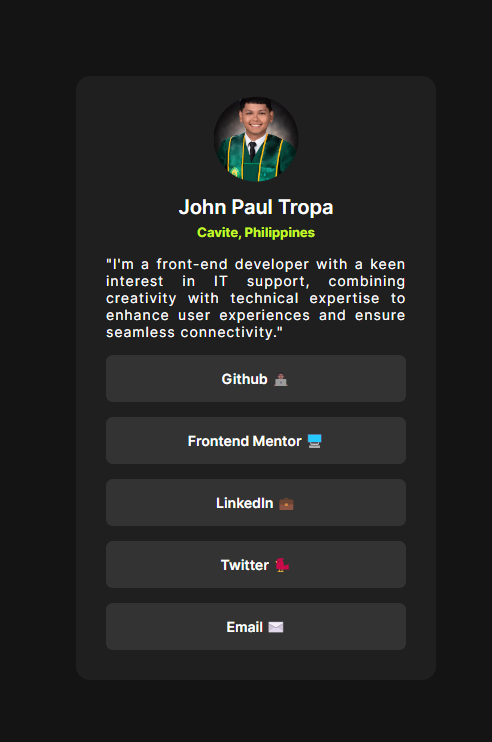 John Paul Tropa
Cavite, Philippines
"I'm a front-end developer with a keen
interest in IT support, combining
creativity with technical expertise to
enhance user experiences and ensure
seamless connectivity."
Github
Frontend Mentor
LinkedIn
Twitter
Email